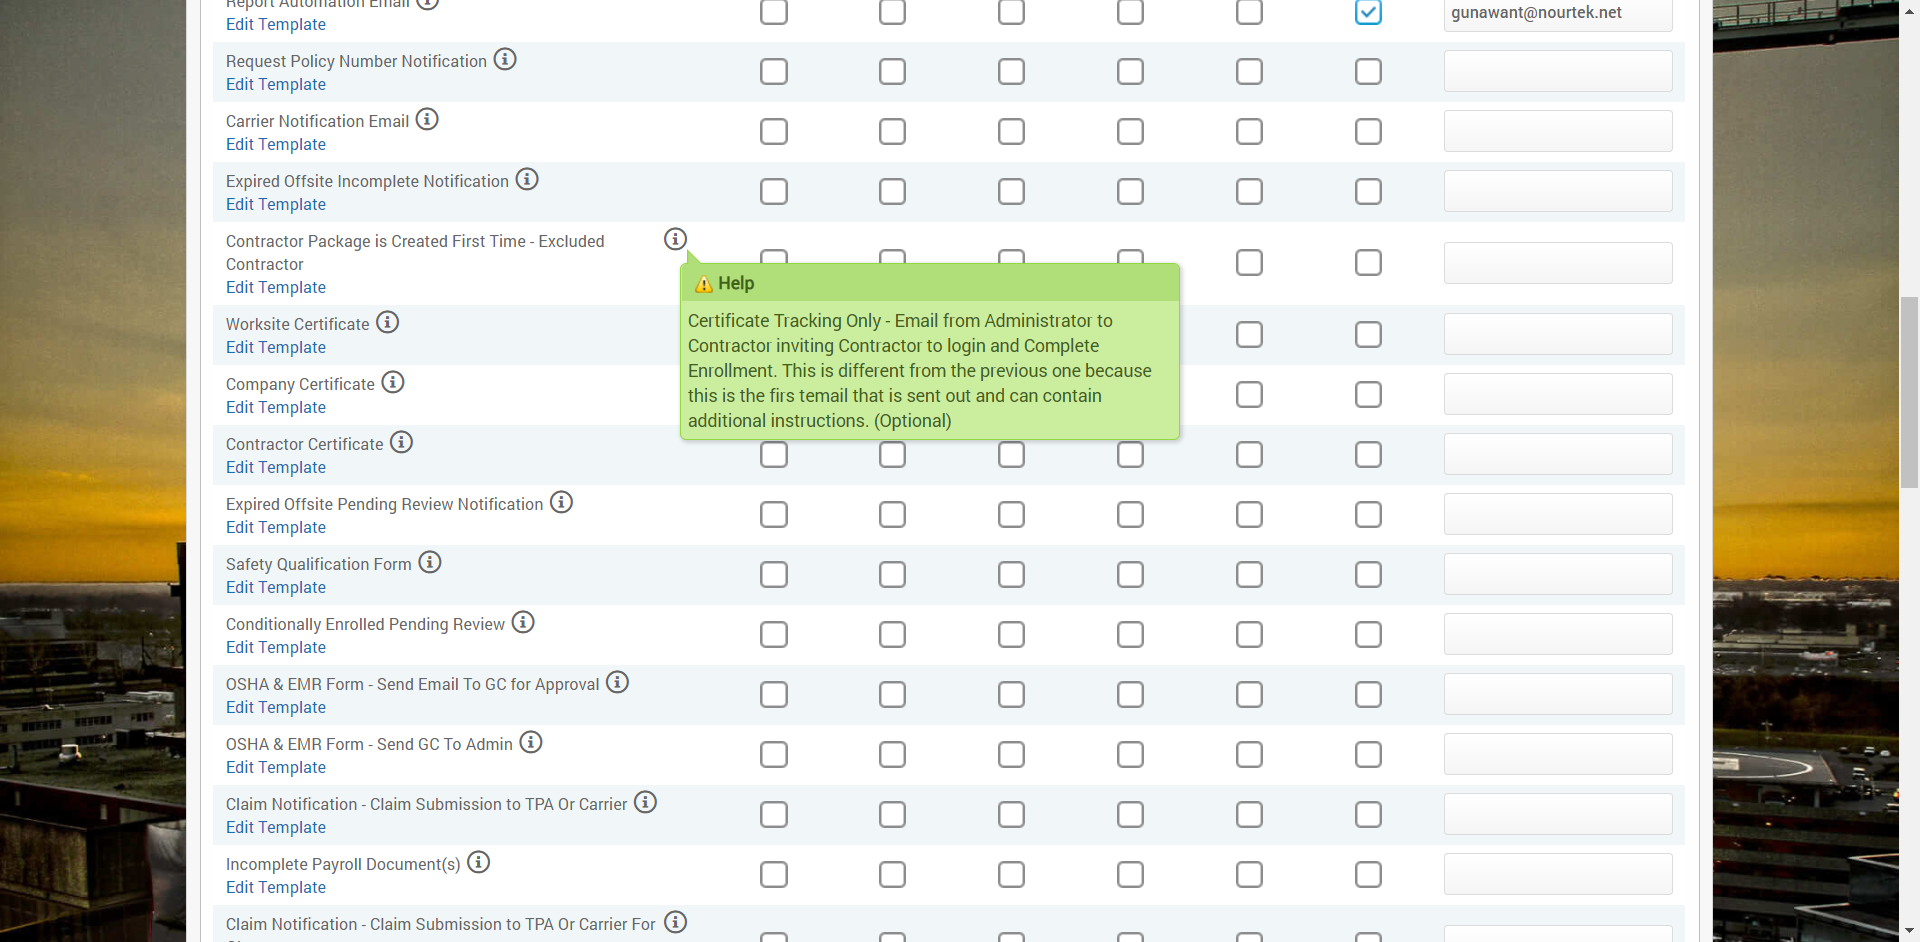 Report Automation Email
Edit Template
gunawant@nourtek.net
Request Policy Number Notification
Edit Template
Carrier Notification Email
Edit Template
Expired Offsite Incomplete Notification
Edit Template
Contractor Package is Created First Time - Excluded
Contractor
Edit Template
Help
Certificate Tracking Only - Email from Administrator to
Contractor inviting Contractor to login and Complete
Enrollment. This is different from the previous one because
this is the firs temail that is sent out and can contain
additional instructions. (Optional)
Worksite Certificate
Edit Template
Company Certificate
Edit Template
Contractor Certificate
Edit Template
Expired Offsite Pending Review Notification
Edit Template
Safety Qualification Form
Edit Template
Conditionally Enrolled Pending Review
Edit Template
OSHA & EMR Form - Send Email To GC for Approval
Edit Template
OSHA & EMR Form - Send GC To Admin
Edit Template
Claim Notification - Claim Submission to TPA Or Carrier
Edit Template
Incomplete Payroll Document(s)
Edit Template
Claim Notification - Claim Submission to TPA Or Carrier For